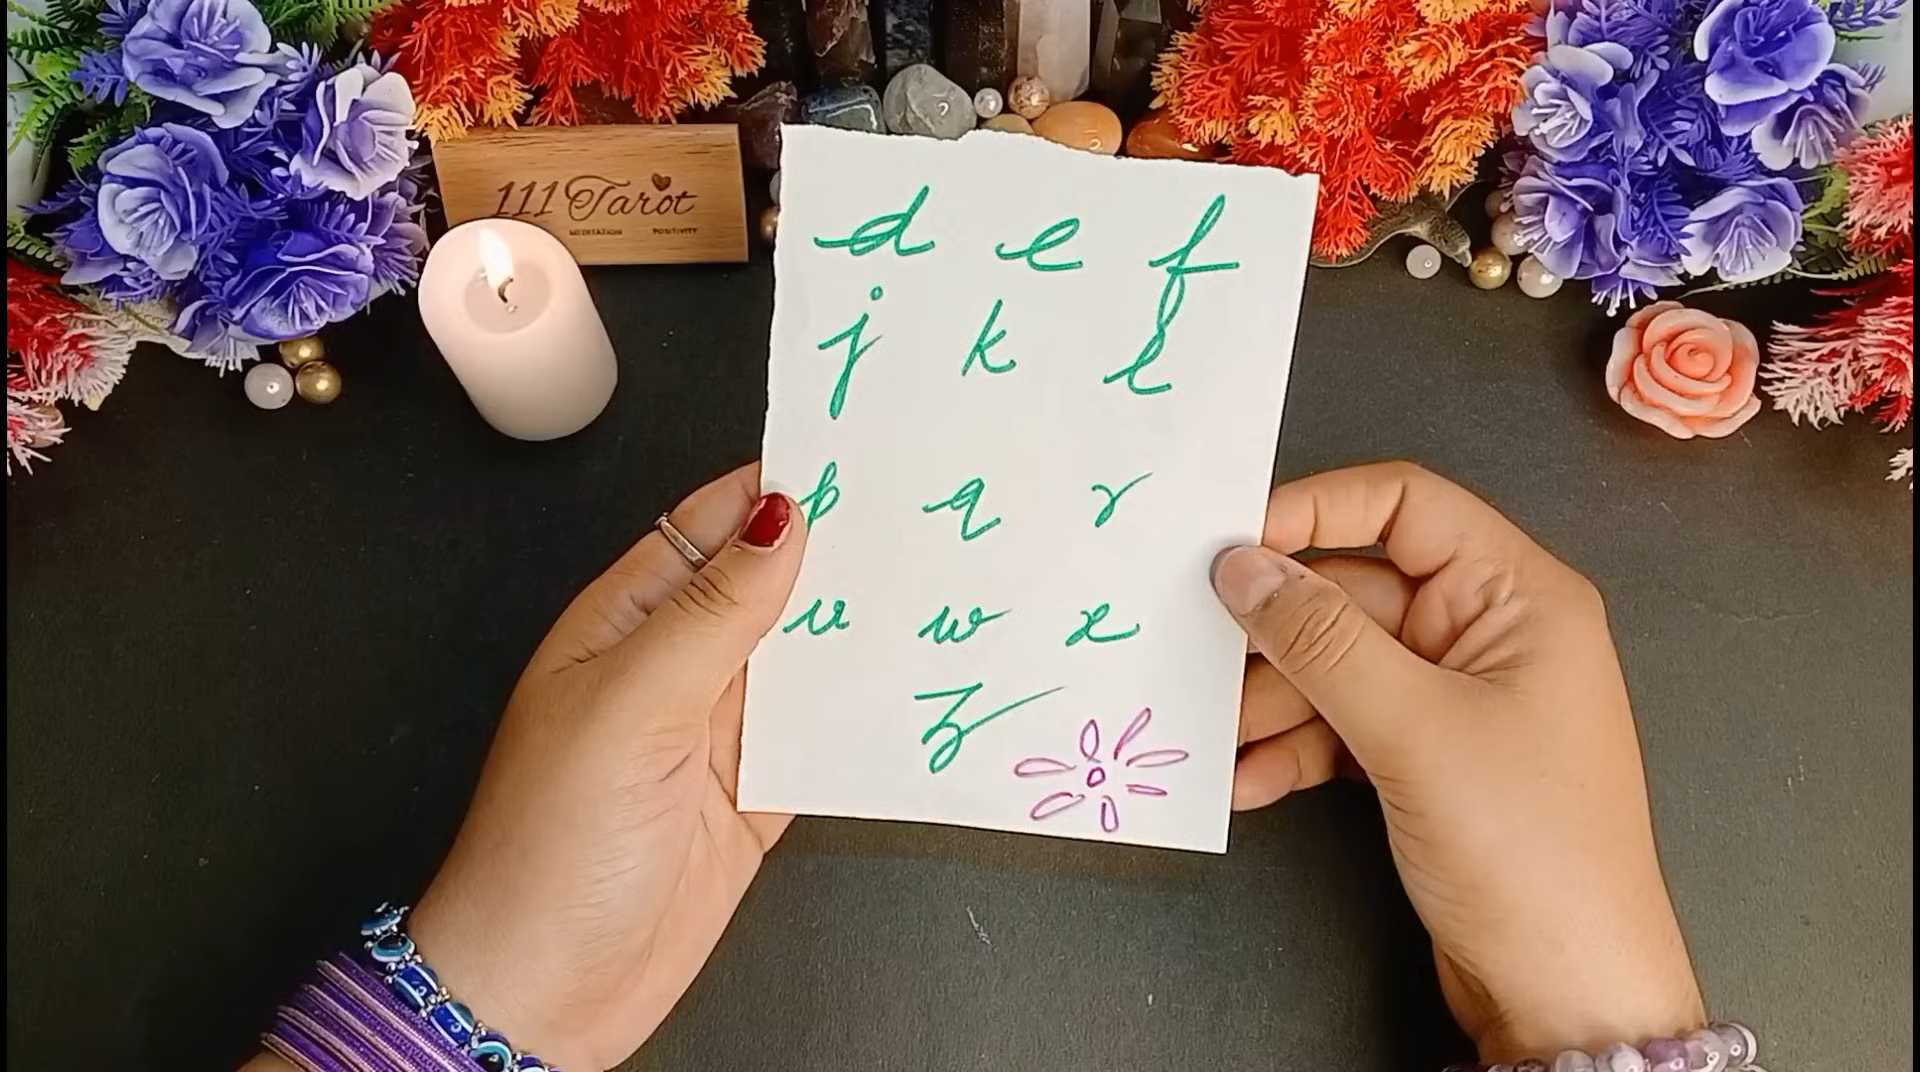 111 Tarot
MEDITATION POSITIVITY
d e f
j k l
p q r
v w x
z